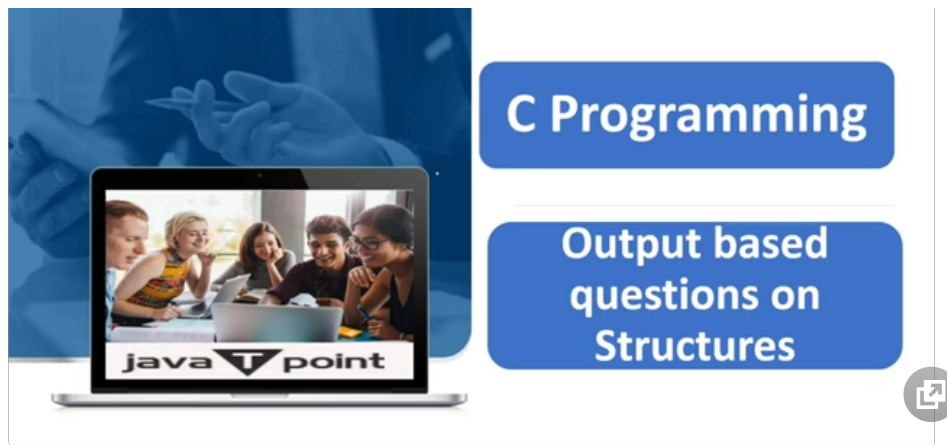 C Programming
Output based
questions on
Structures
java T point